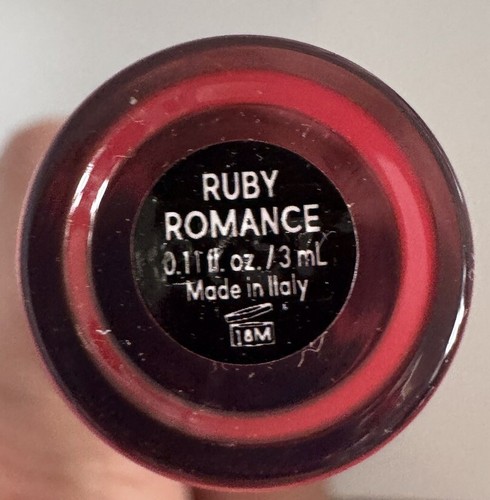 RUBY
ROMANCE
0.11 fl. oz. / 3 mL
Made in Italy
18M